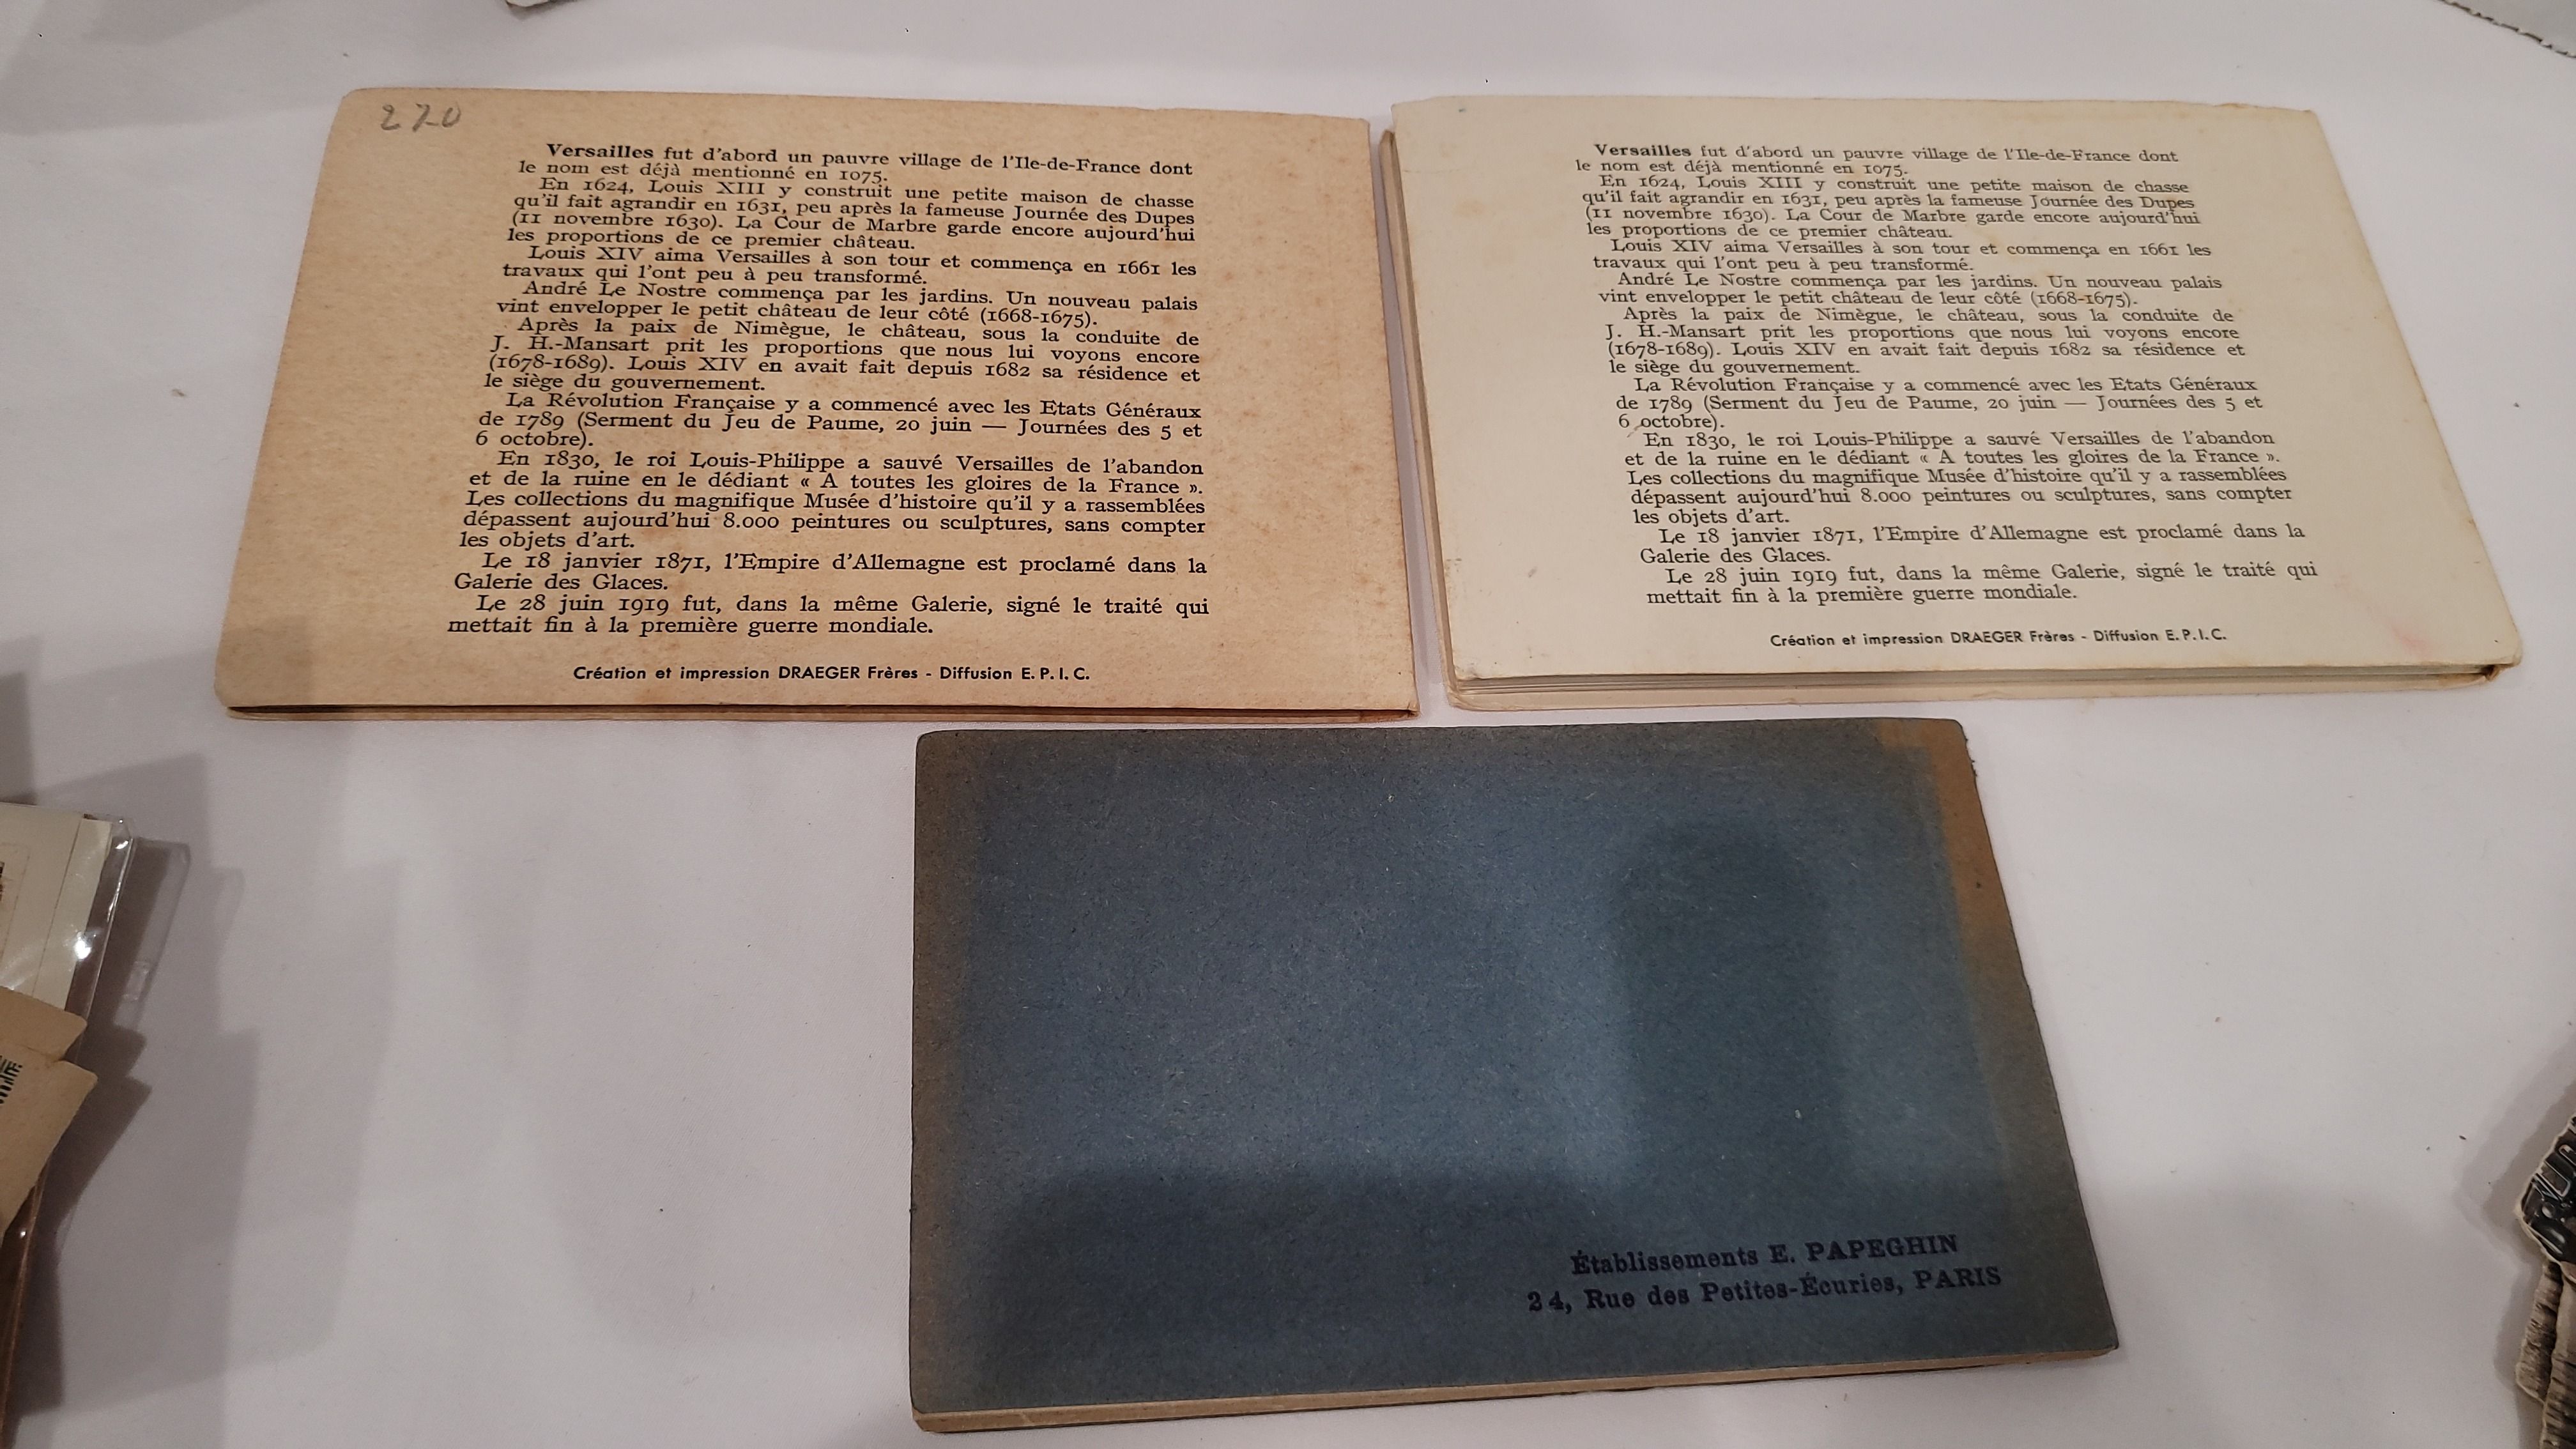 270
Versailles fut d'abord un pauvre village de l'Ile-de-France dont
le nom est déjà mentionné en 1075.
En 1624, Louis XIII y construit une petite maison de chasse
qu'il fait agrandir en 1631, peu après la fameuse Journée des Dupes
(11 novembre 1630). La Cour de Marbre garde encore aujourd'hui
les proportions de ce premier château.
Louis XIV aima Versailles à son tour et commença en 1661 les
travaux qui l'ont peu à peu transformé.
André Le Nostre commença par les jardins. Un nouveau palais
vint envelopper le petit château de leur côté (1668-1675).
Après la paix de Nimègue, le château, sous la conduite de
J. H.-Mansart prit les proportions que nous lui voyons encore
(1678-1689). Louis XIV en avait fait depuis 1682 sa résidence et
le siège du gouvernement.
La Révolution Française y a commencé avec les Etats Généraux
de 1789 (Serment du Jeu de Paume, 20 juin — Journées des 5 et
6 octobre).
En 1830, le roi Louis-Philippe a sauvé Versailles de l'abandon
et de la ruine en le dédiant « A toutes les gloires de la France ».
Les collections du magnifique Musée d'histoire qu'il y a rassemblées
dépassent aujourd'hui 8.000 peintures ou sculptures, sans compter
les objets d'art.
Le 18 janvier 1871, l'Empire d'Allemagne est proclamé dans la
Galerie des Glaces.
Le 28 juin 1919 fut, dans la même Galerie, signé le traité qui
mettait fin à la première guerre mondiale.
Création et impression DRAEGER Frères - Diffusion E.P.I.C.
Versailles fut d'abord un pauvre village de l'Ile-de-France dont
le nom est déjà mentionné en 1075.
En 1624, Louis XIII y construit une petite maison de chasse
qu'il fait agrandir en 1631, peu après la fameuse Journée des Dupes
(11 novembre 1630). La Cour de Marbre garde encore aujourd'hui
les proportions de ce premier château.
Louis XIV aima Versailles à son tour et commença en 1661 les
travaux qui l'ont peu à peu transformé.
André Le Nostre commença par les jardins. Un nouveau palais
vint envelopper le petit château de leur côté (1668-1675).
Après la paix de Nimègue, le château, sous la conduite de
J. H.-Mansart prit les proportions que nous lui voyons encore
(1678-1689). Louis XIV en avait fait depuis 1682 sa résidence et
le siège du gouvernement.
La Révolution Française y a commencé avec les Etats Généraux
de 1789 (Serment du Jeu de Paume, 20 juin — Journées des 5 et
6 octobre).
En 1830, le roi Louis-Philippe a sauvé Versailles de l'abandon
et de la ruine en le dédiant « A toutes les gloires de la France ».
Les collections du magnifique Musée d'histoire qu'il y a rassemblées
dépassent aujourd'hui 8.000 peintures ou sculptures, sans compter
les objets d'art.
Le 18 janvier 1871, l'Empire d'Allemagne est proclamé dans la
Galerie des Glaces.
Le 28 juin 1919 fut, dans la même Galerie, signé le traité qui
mettait fin à la première guerre mondiale.
Création et impression DRAEGER Frères - Diffusion E.P.I.C.
Établissements E. PAPEGHIN
24, Rue des Petites-Écuries, PARIS